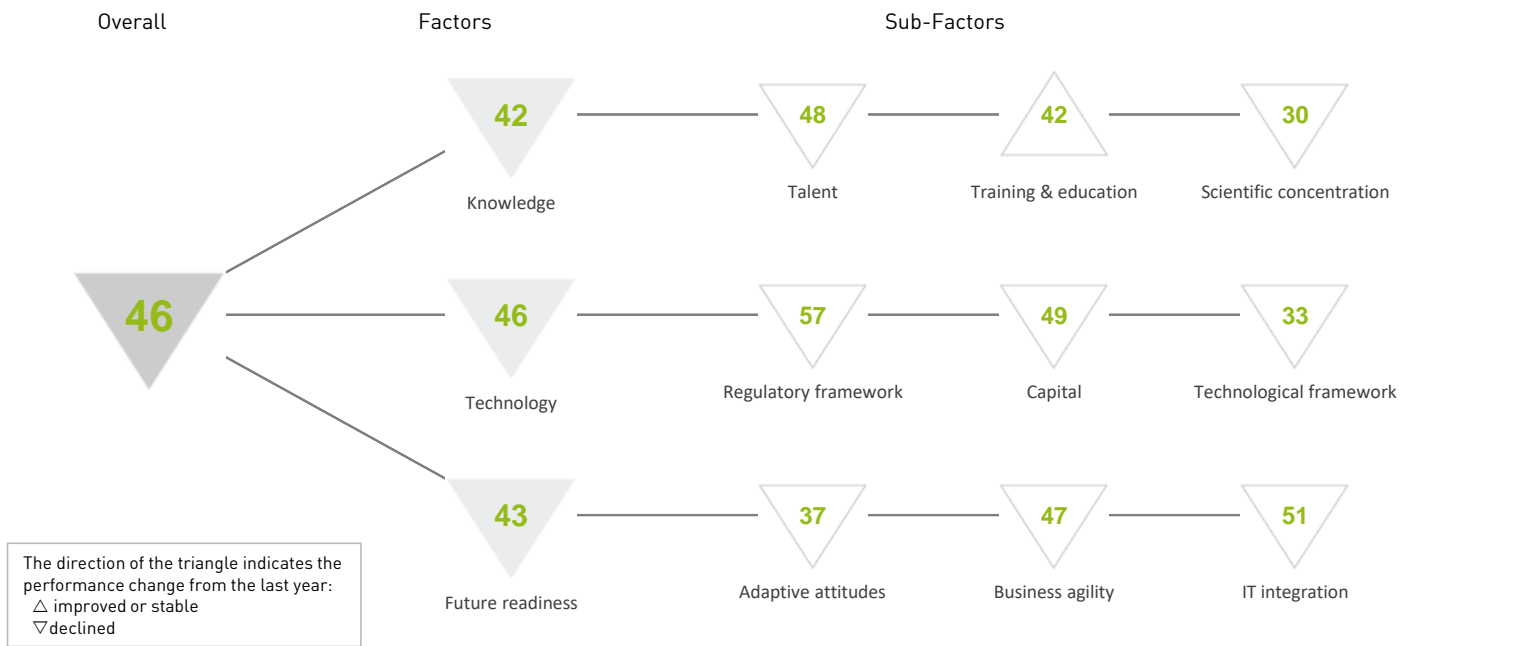 Overall
Factors
Sub-Factors
42
48
42
30
Knowledge
Talent
Training & education
Scientific concentration
46
46
57
49
33
Technology
Regulatory framework
Capital
Technological framework
43
37
47
51
Future readiness
Adaptive attitudes
Business agility
IT integration
The direction of the triangle indicates the
performance change from the last year:
△ improved or stable
▽declined